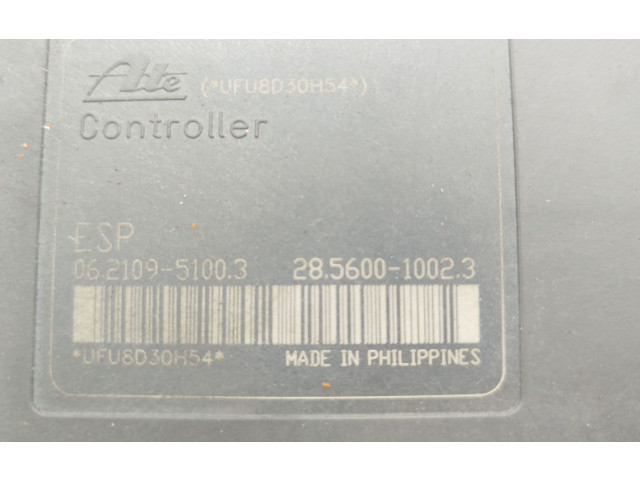 Ate (*UFU8D30H54*)
Controller
ESP
06.2109-5100.3 28.5600-1002.3
*UFU8D30H54* MADE IN PHILIPPINES